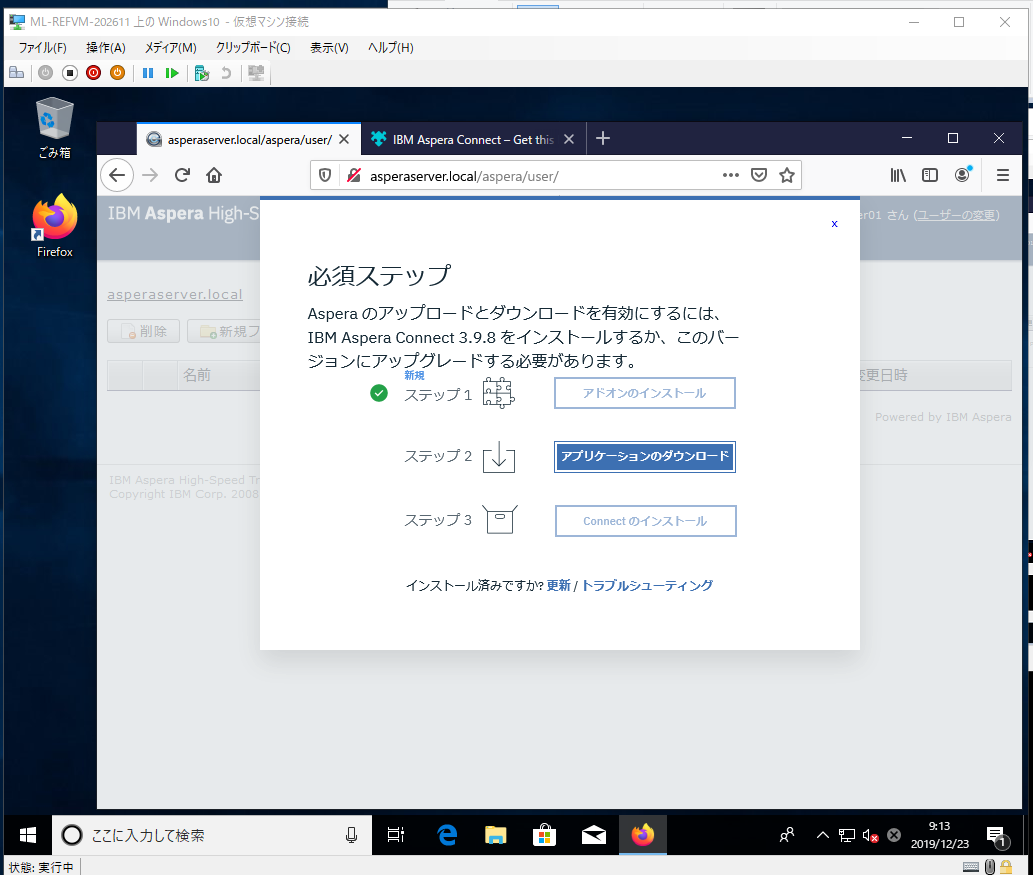 ML-REFVM-202611 上の Windows10 - 仮想マシン接続
ファイル(F) 操作(A) メディア(M) クリップボード(C) 表示(V) ヘルプ(H)
ごみ箱
Firefox
asperaserver.local/aspera/user/
IBM Aspera Connect – Get this
asperaserver.local/aspera/user/
IBM Aspera High-S
er01 さん (ユーザーの変更)
x
asperaserver.local
削除
新規フ
名前
変更日時
Powered by IBM Aspera
IBM Aspera High-Speed Tr
Copyright IBM Corp. 2008
必須ステップ
Aspera のアップロードとダウンロードを有効にするには、
IBM Aspera Connect 3.9.8 をインストールするか、このバー
ジョンにアップグレードする必要があります。
新規
ステップ 1
アドオンのインストール
ステップ 2
アプリケーションのダウンロード
ステップ 3
Connect のインストール
インストール済みですか? 更新 / トラブルシューティング
ここに入力して検索
9:13
2019/12/23
1
状態: 実行中